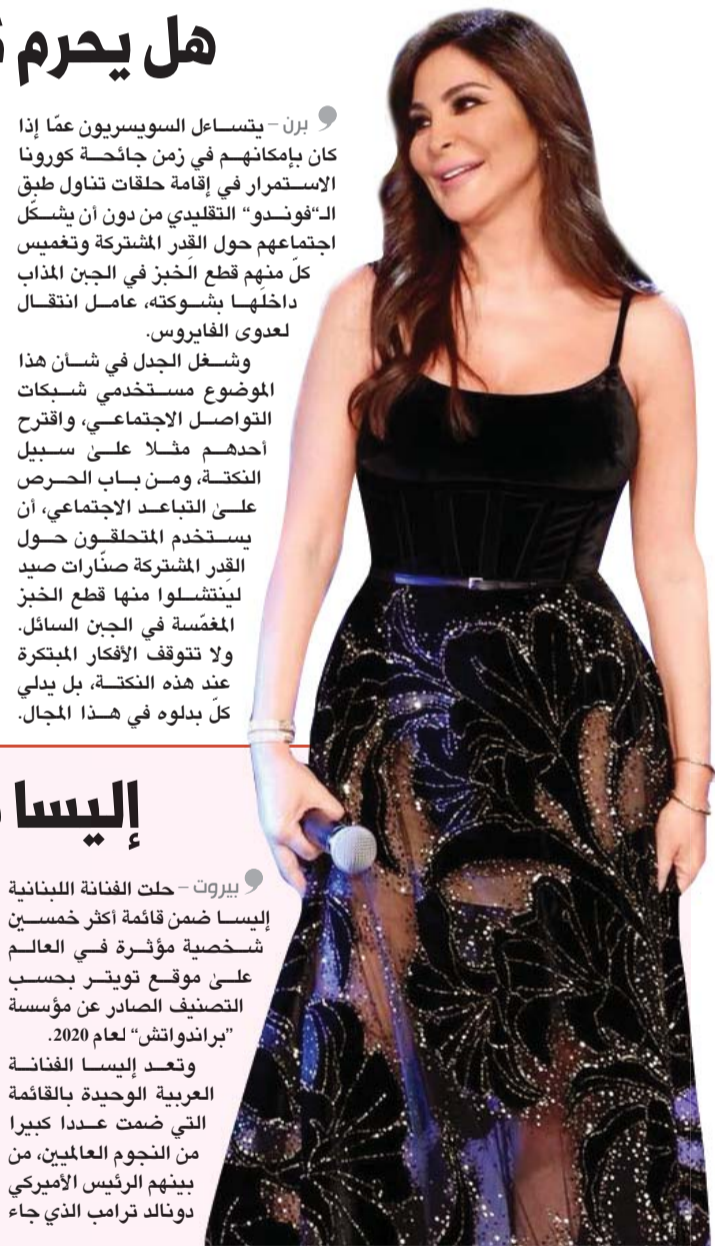 هل يحرم
برن – يتساءل السويسريون عمّا إذا
كان بإمكانهم في زمن جائحة كورونا
الاستمرار في إقامة حلقات تناول طبق
الـ“فوندو“ التقليدي من دون أن يشكّل
اجتماعهم حول القِدر المشتركة وتغميس
كلّ منهم قطع الخبز في الجبن المذاب
داخلها بشوكته، عامل انتقال
لعدوى الفايروس.
وشغل الجدل في شأن هذا
الموضوع مستخدمي شبكات
التواصل الاجتماعي، واقترح
أحدهم مثلا على سبيل
النكتة، ومن باب الحرص
على التباعد الاجتماعي، أن
يستخدم المتحلقون حول
القِدر المشتركة صنّارات صيد
لينتشلوا منها قطع الخبز
المغمّسة في الجبن السائل.
ولا تتوقف الأفكار المبتكرة
عند هذه النكتة، بل يدلي
كلّ بدلوه في هذا المجال.
إليسا
بيروت – حلت الفنانة اللبنانية
إليسا ضمن قائمة أكثر خمسين
شخصية مؤثرة في العالم
على موقع تويتر بحسب
التصنيف الصادر عن مؤسسة
”براندواتش“ لعام 2020.
وتعد إليسا الفنانة
العربية الوحيدة بالقائمة
التي ضمت عددا كبيرا
من النجوم العالميين، من
بينهم الرئيس الأميركي
دونالد ترامب الذي جاء